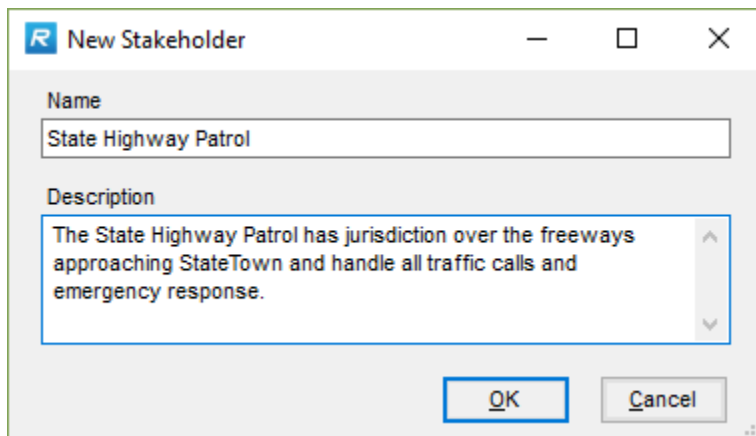 R New Stakeholder
Name
State Highway Patrol
Description
The State Highway Patrol has jurisdiction over the freeways
approaching StateTown and handle all traffic calls and
emergency response.
OK Cancel